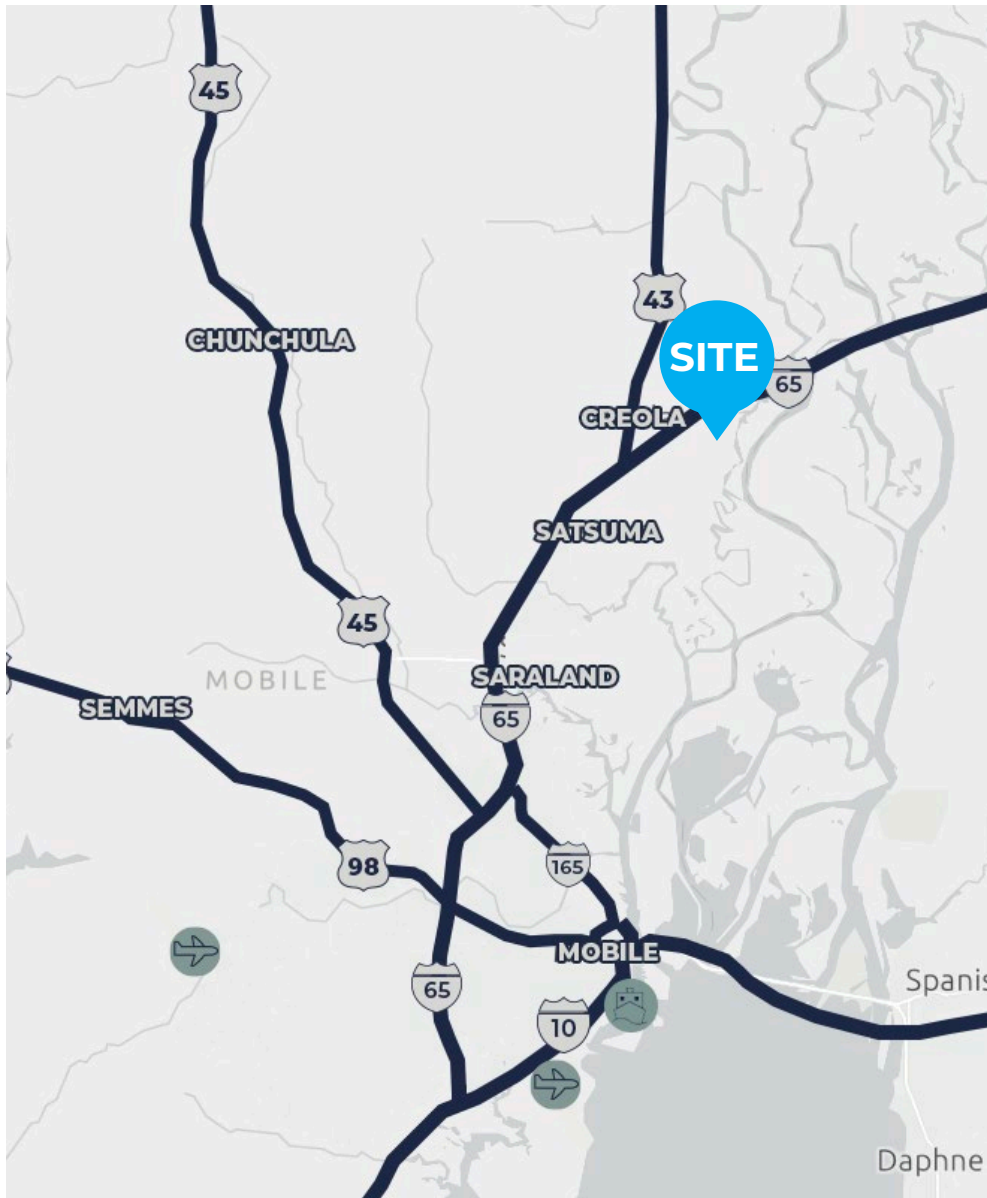 45
43
SITE
CHUNCHULA
65
CREOLA
SATSUMA
45
MOBILE
SARALAND
SEMMES
65
98
165
MOBILE
Spanis
65
10
Daphne